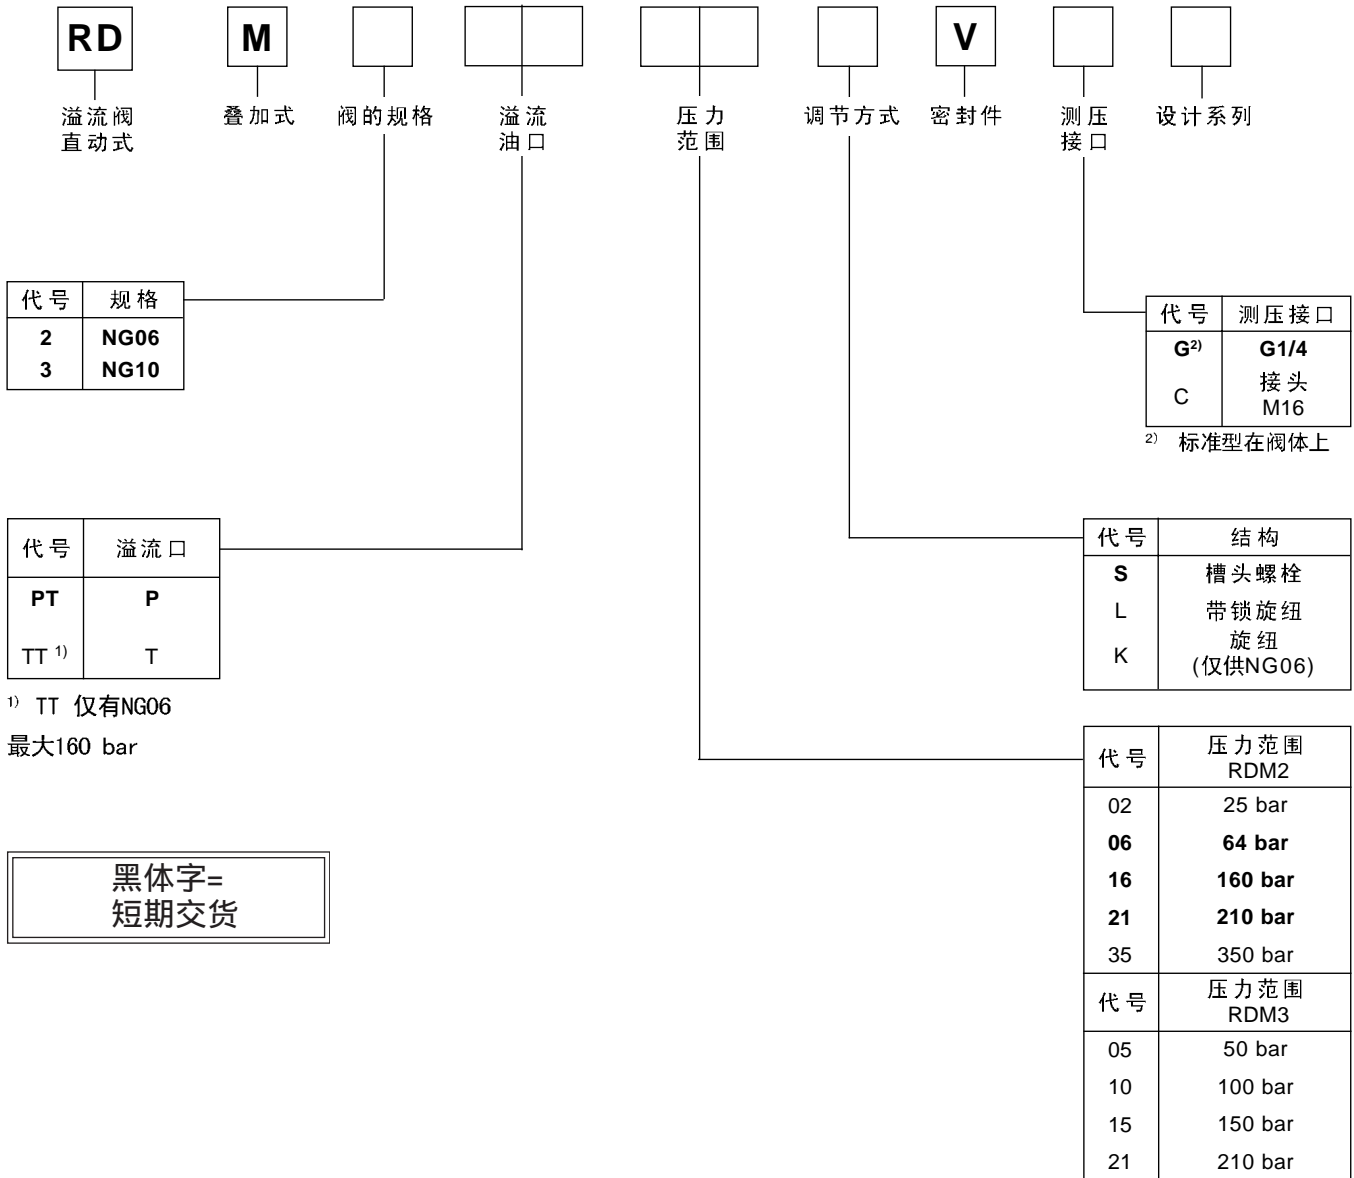 RD M V
溢流阀 直动式
叠加式
阀的规格
溢流 油口
压力 范围
调节方式
密封件
测压 接口
设计系列
代号 规格
2 NG06
3 NG10
代号 测压接口
G2) G1/4
C 接头 M16
2) 标准型在阀体上
代号 溢流口
PT P
TT 1) T
1) TT 仅有NG06
最大160 bar
代号 结构
S 槽头螺栓
L 带锁旋纽
K 旋纽 (仅供NG06)
代号 压力范围 RDM2
02 25 bar
06 64 bar
16 160 bar
21 210 bar
35 350 bar
代号 压力范围 RDM3
05 50 bar
10 100 bar
15 150 bar
21 210 bar
黑体字=
短期交货